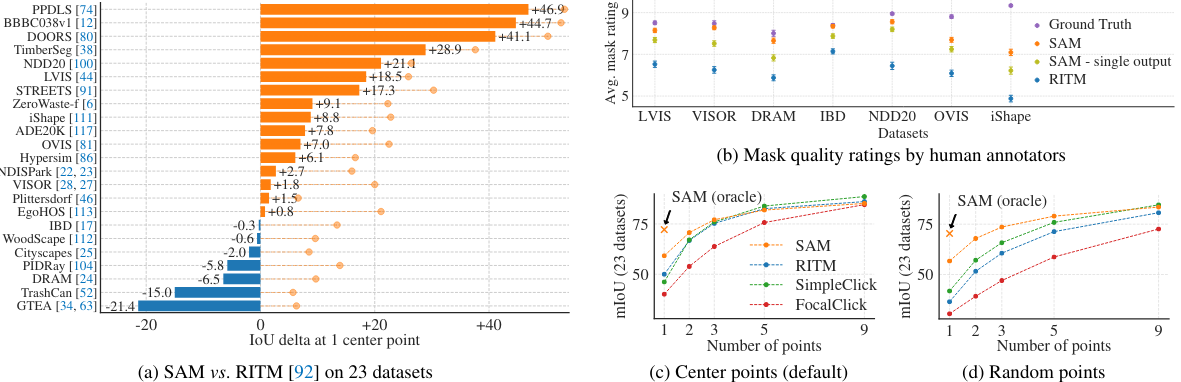 PPDLS [74] +46.9
BBBC038v1 [12] +44.7
DOORS [80] +41.1
TimberSeg [38] +28.9
NDD20 [100] +21.1
LVIS [44] +18.5
STREETS [91] +17.3
ZeroWaste-f [6] +9.1
iShape [111] +8.8
ADE20K [117] +7.8
OVIS [81] +7.0
Hypersim [86] +6.1
NDISPark [22, 23] +2.7
VISOR [28, 27] +1.8
Plittersdorf [46] +1.5
EgoHOS [113] +0.8
IBD [17] -0.3
WoodScape [112] -0.6
Cityscapes [25] -2.0
PIDRay [104] -5.8
DRAM [24] -6.5
TrashCan [52] -15.0
GTEA [34, 63] -21.4
-20 0 +20 +40
IoU delta at 1 center point
(a) SAM vs. RITM [92] on 23 datasets
Avg. mask rating
9
7
5
Ground Truth
SAM
SAM - single output
RITM
LVIS VISOR DRAM IBD NDD20 OVIS iShape
Datasets
(b) Mask quality ratings by human annotators
mIoU (23 datasets)
75
50
SAM (oracle)
SAM
RITM
SimpleClick
FocalClick
1 2 3 5 9
Number of points
(c) Center points (default)
mIoU (23 datasets)
75
50
SAM (oracle)
1 2 3 5 9
Number of points
(d) Random points